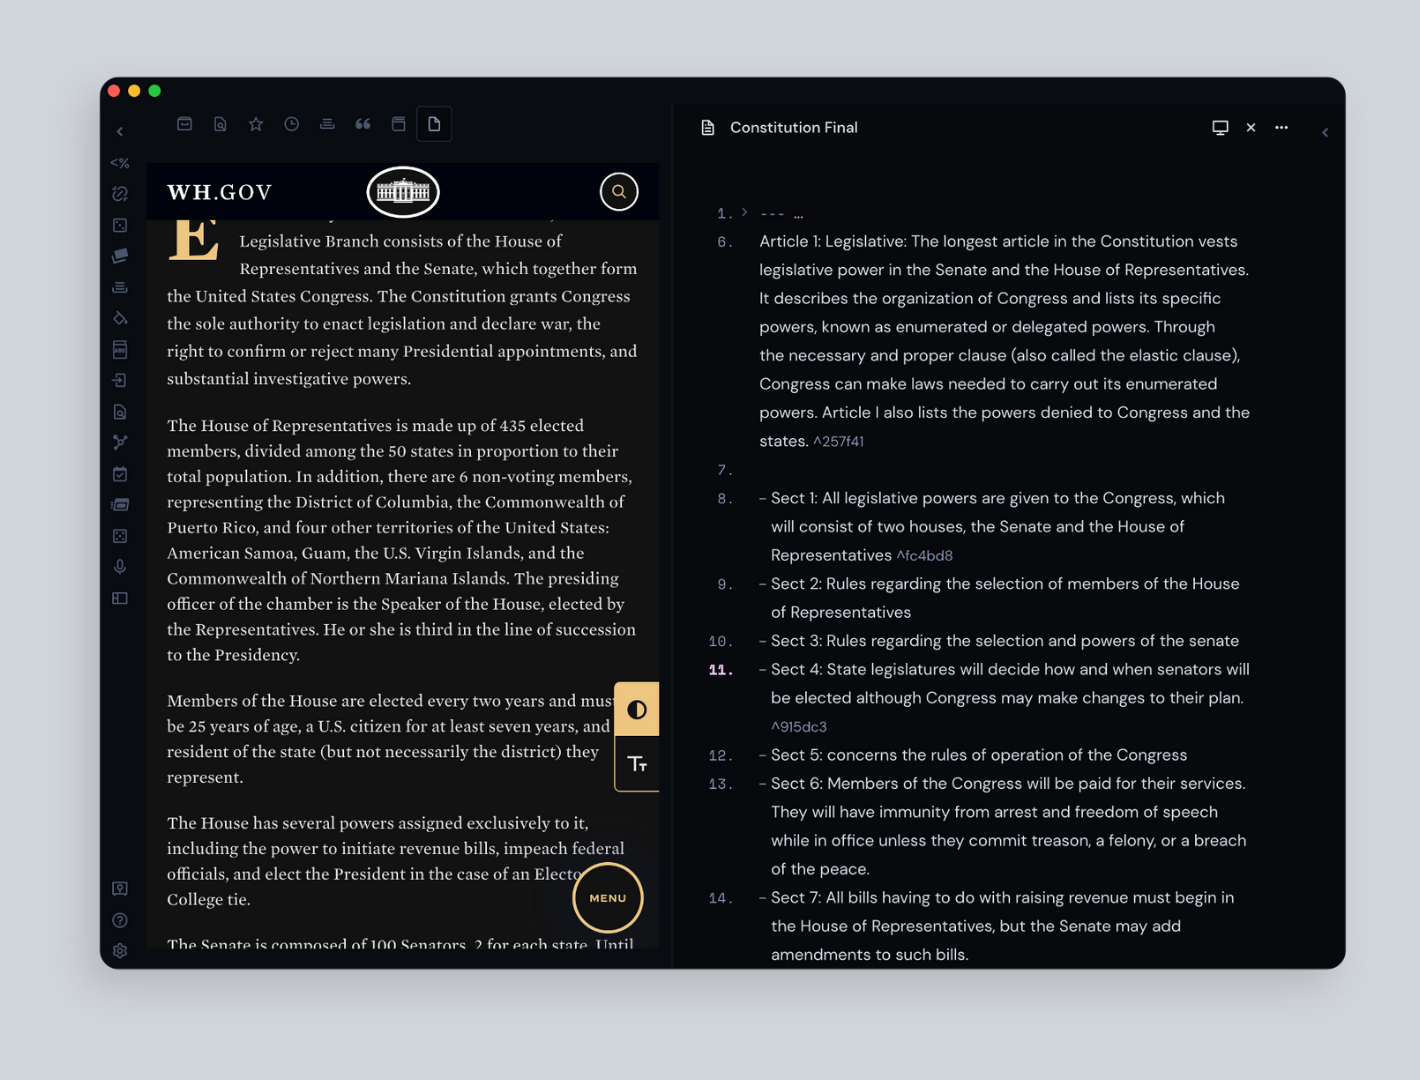 WH.GOV
E
Legislative Branch consists of the House of
Representatives and the Senate, which together form
the United States Congress. The Constitution grants Congress
the sole authority to enact legislation and declare war, the
right to confirm or reject many Presidential appointments, and
substantial investigative powers.
The House of Representatives is made up of 435 elected
members, divided among the 50 states in proportion to their
total population. In addition, there are 6 non-voting members,
representing the District of Columbia, the Commonwealth of
Puerto Rico, and four other territories of the United States:
American Samoa, Guam, the U.S. Virgin Islands, and the
Commonwealth of Northern Mariana Islands. The presiding
officer of the chamber is the Speaker of the House, elected by
the Representatives. He or she is third in the line of succession
to the Presidency.
Members of the House are elected every two years and must
be 25 years of age, a U.S. citizen for at least seven years, and
resident of the state (but not necessarily the district) they
represent.
Tт
The House has several powers assigned exclusively to it,
including the power to initiate revenue bills, impeach federal
officials, and elect the President in the case of an Electo
College tie.
MENU
The Senate is composed of 100 Senators, 2 for each state. Until
Constitution Final
1. > --- …
6. Article 1: Legislative: The longest article in the Constitution vests
legislative power in the Senate and the House of Representatives.
It describes the organization of Congress and lists its specific
powers, known as enumerated or delegated powers. Through
the necessary and proper clause (also called the elastic clause),
Congress can make laws needed to carry out its enumerated
powers. Article I also lists the powers denied to Congress and the
states. ^257f41
7.
8. – Sect 1: All legislative powers are given to the Congress, which
will consist of two houses, the Senate and the House of
Representatives ^fc4bd8
9. – Sect 2: Rules regarding the selection of members of the House
of Representatives
10. – Sect 3: Rules regarding the selection and powers of the senate
11. – Sect 4: State legislatures will decide how and when senators will
be elected although Congress may make changes to their plan.
^915dc3
12. – Sect 5: concerns the rules of operation of the Congress
13. – Sect 6: Members of the Congress will be paid for their services.
They will have immunity from arrest and freedom of speech
while in office unless they commit treason, a felony, or a breach
of the peace.
14. – Sect 7: All bills having to do with raising revenue must begin in
the House of Representatives, but the Senate may add
amendments to such bills.